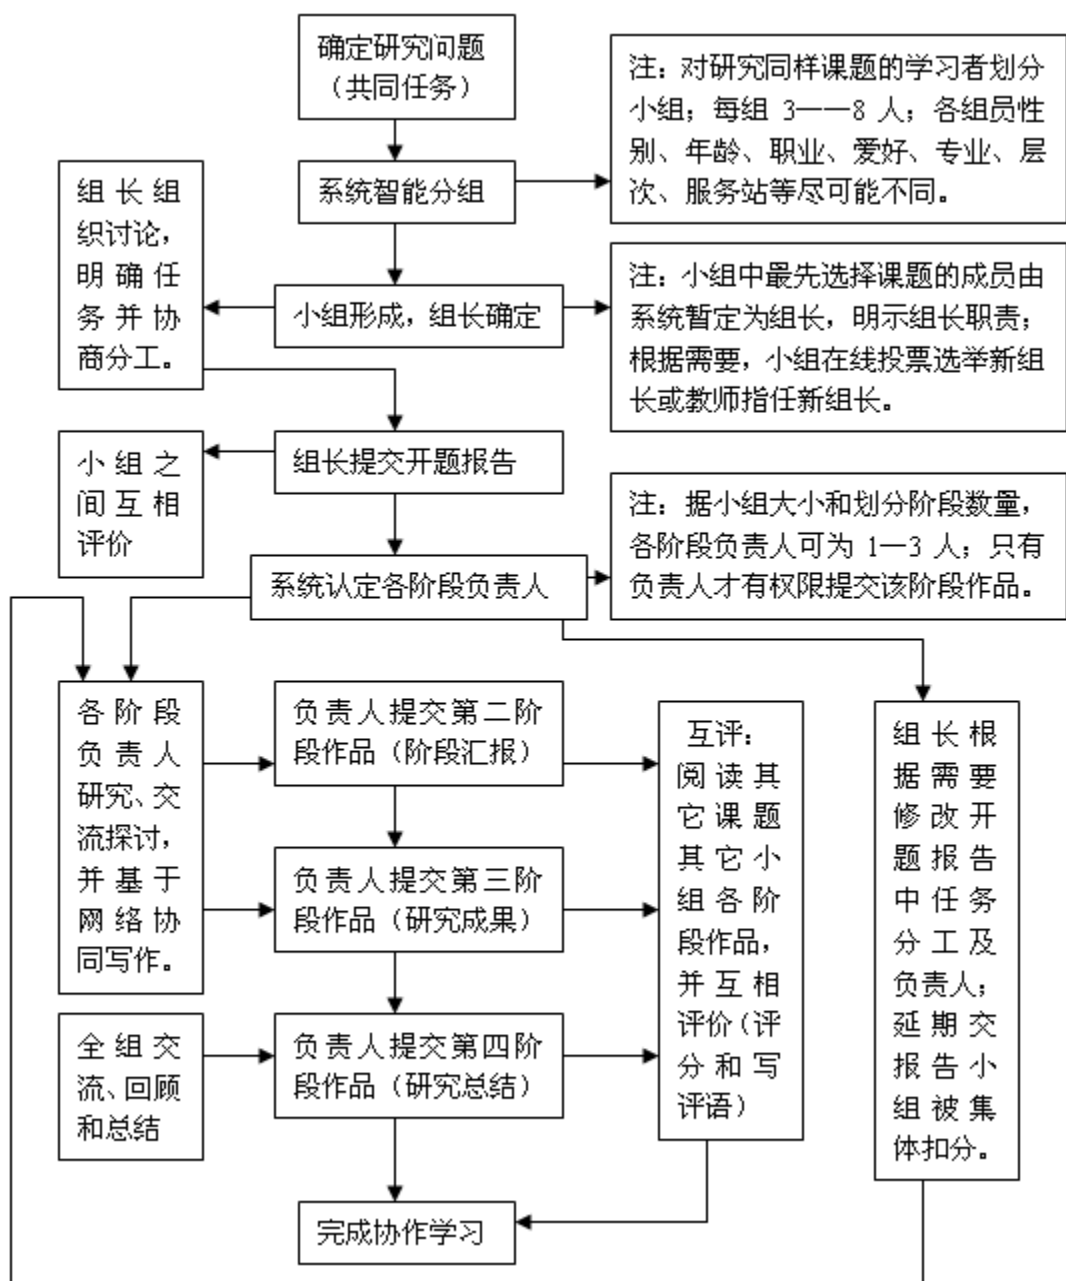 确定研究问题
（共同任务）
注：对研究同样课题的学习者划分
小组；每组 3——8 人；各组员性
别、年龄、职业、爱好、专业、层
次、服务站等尽可能不同。
系统智能分组
组长组
织讨论，
明确任
务并协
商分工。
小组形成，组长确定
注：小组中最先选择课题的成员由
系统暂定为组长，明示组长职责；
根据需要，小组在线投票选举新组
长或教师指任新组长。
组长提交开题报告
小组之
间互相
评价
系统认定各阶段负责人
注：据小组大小和划分阶段数量，
各阶段负责人可为 1—3 人；只有
负责人才有权限提交该阶段作品。
各阶段
负责人
研究、交
流探讨，
并基于
网络协
同写作。
负责人提交第二阶
段作品（阶段汇报）
负责人提交第三阶
段作品（研究成果）
全组交
流、回顾
和总结
负责人提交第四阶
段作品（研究总结）
互评：
阅读其
它课题
其它小
组各阶
段作品，
并互相
评价（评
分和写
评语）
组长根
据需要
修改开
题报告
中任务
分工及
负责人；
延期交
报告小
组被集
体扣分。
完成协作学习